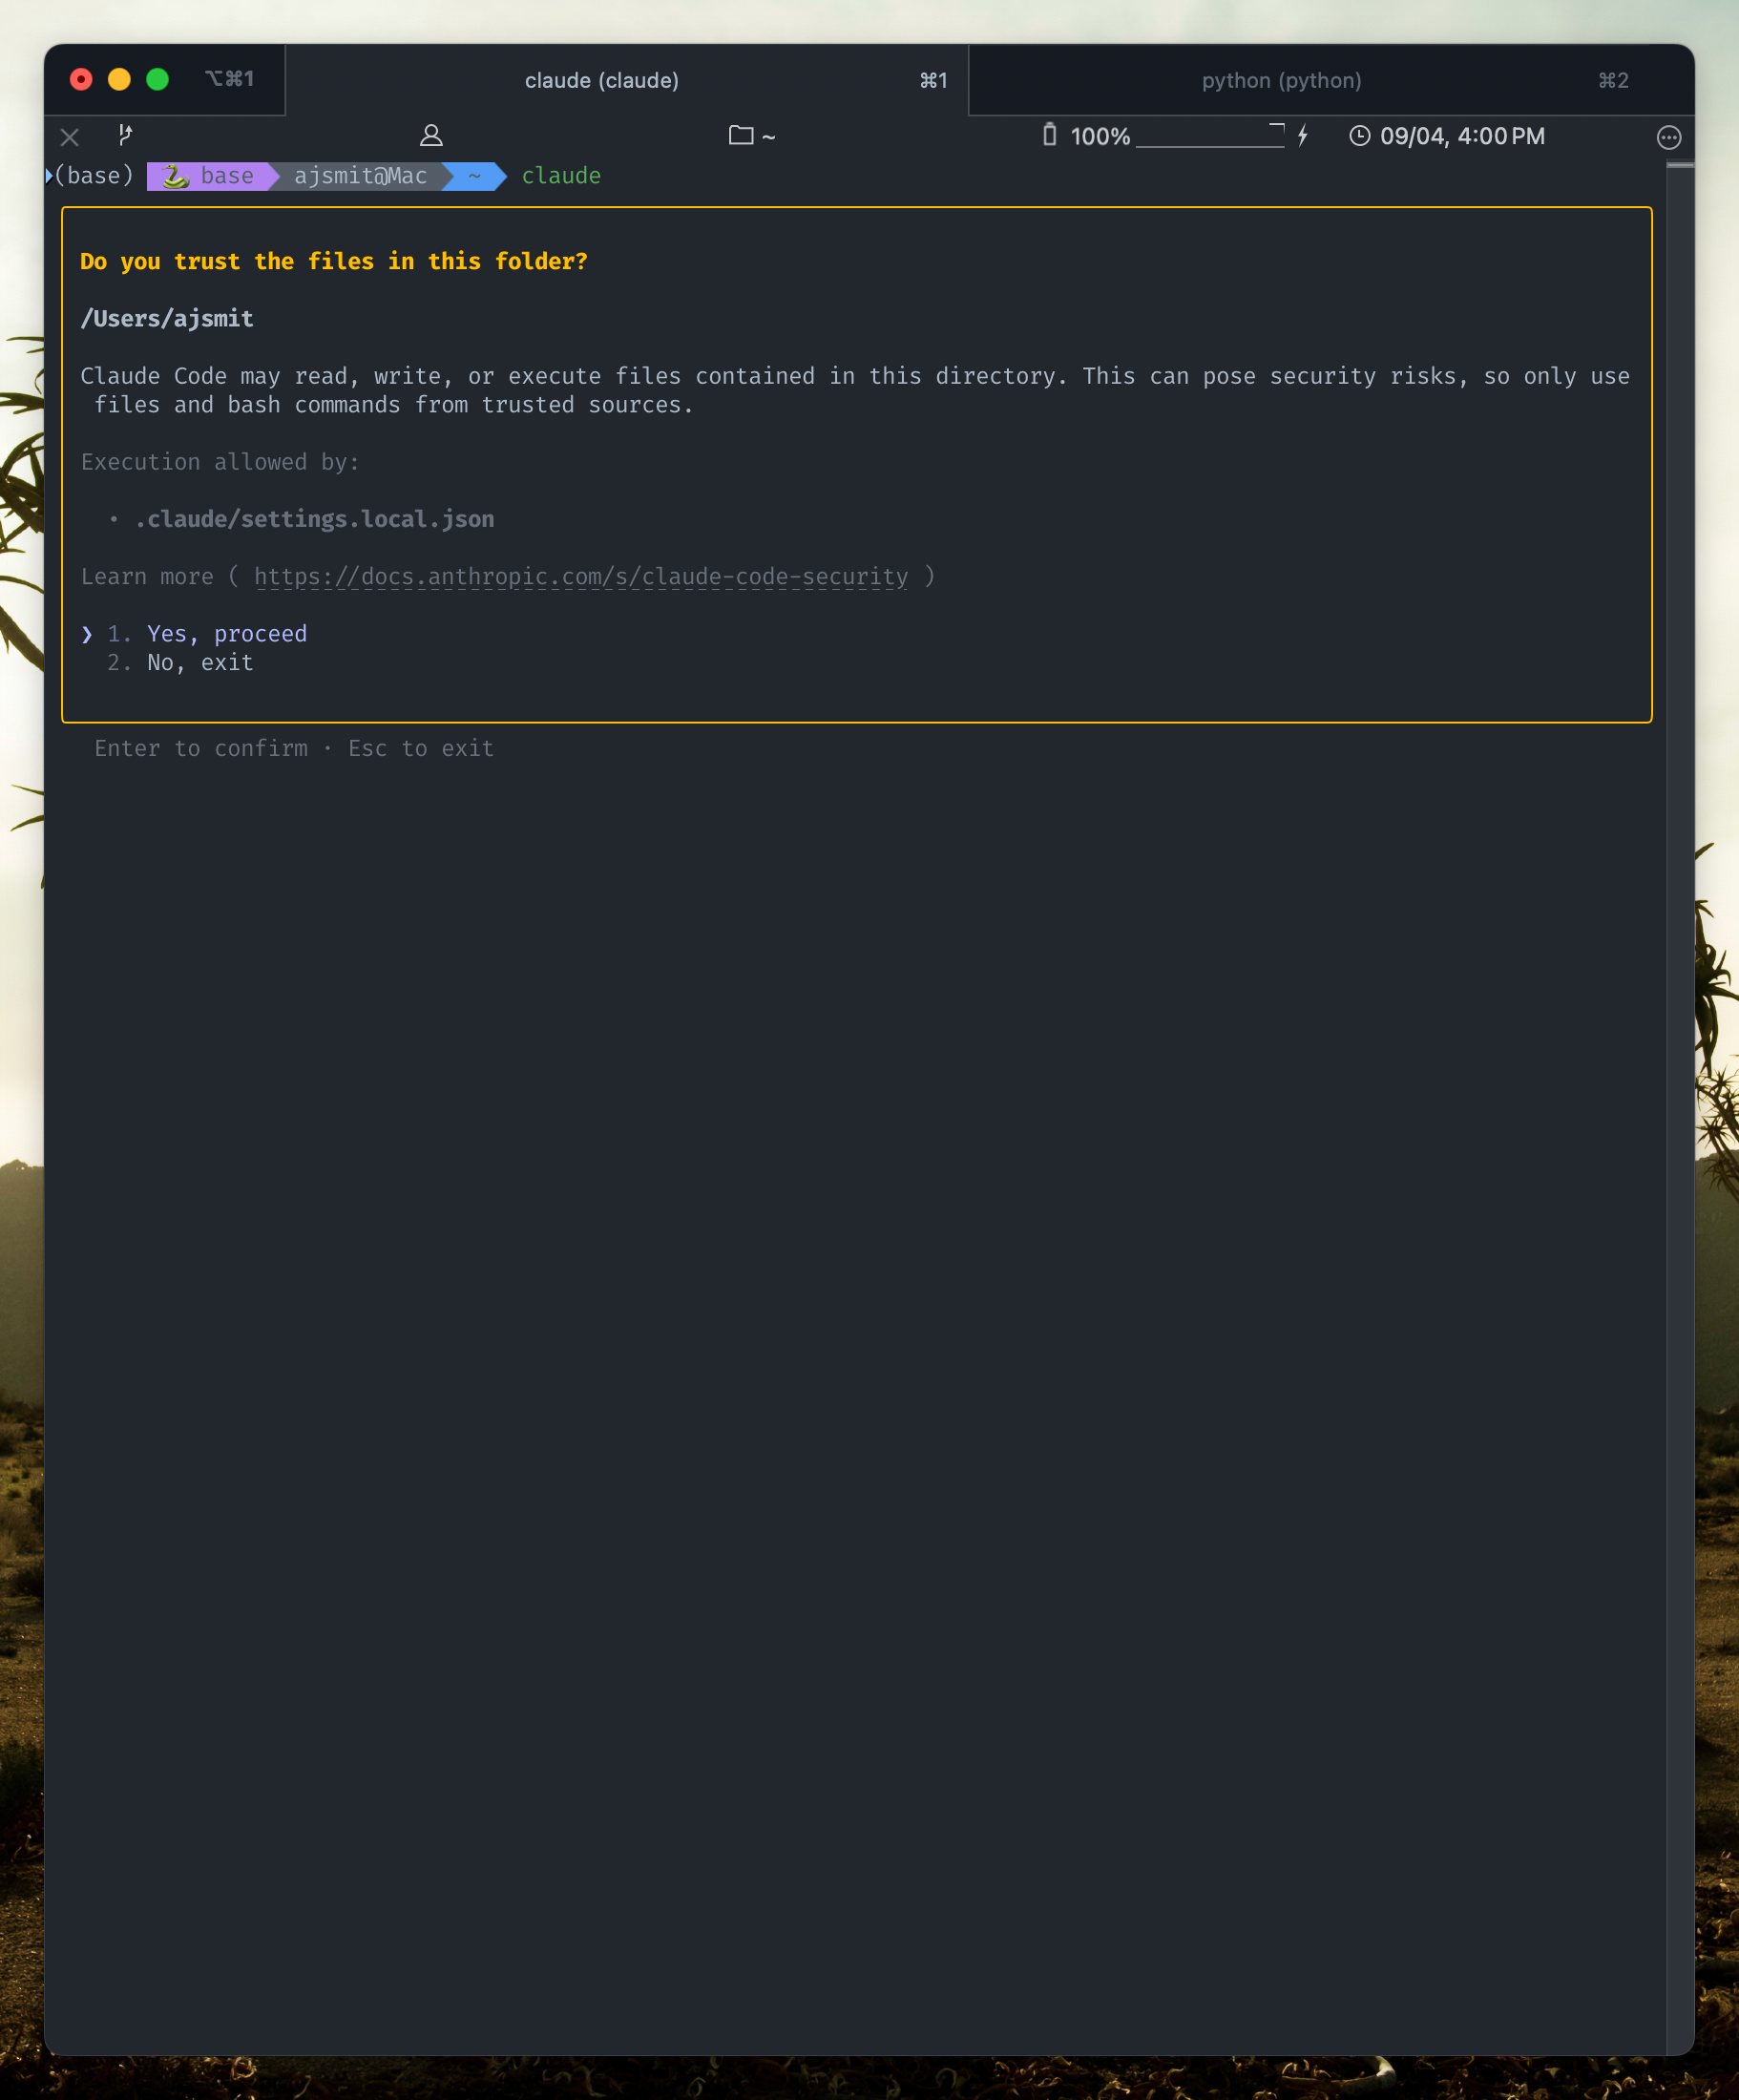 ⌥⌘1
claude (claude) ⌘1
python (python) ⌘2
~ 100% 09/04, 4:00 PM
(base) 🐍 base ajsmit@Mac ~ claude
Do you trust the files in this folder?
/Users/ajsmit
Claude Code may read, write, or execute files contained in this directory. This can pose security risks, so only use
files and bash commands from trusted sources.
Execution allowed by:
• .claude/settings.local.json
Learn more ( https://docs.anthropic.com/s/claude-code-security )
❯ 1. Yes, proceed
2. No, exit
Enter to confirm · Esc to exit